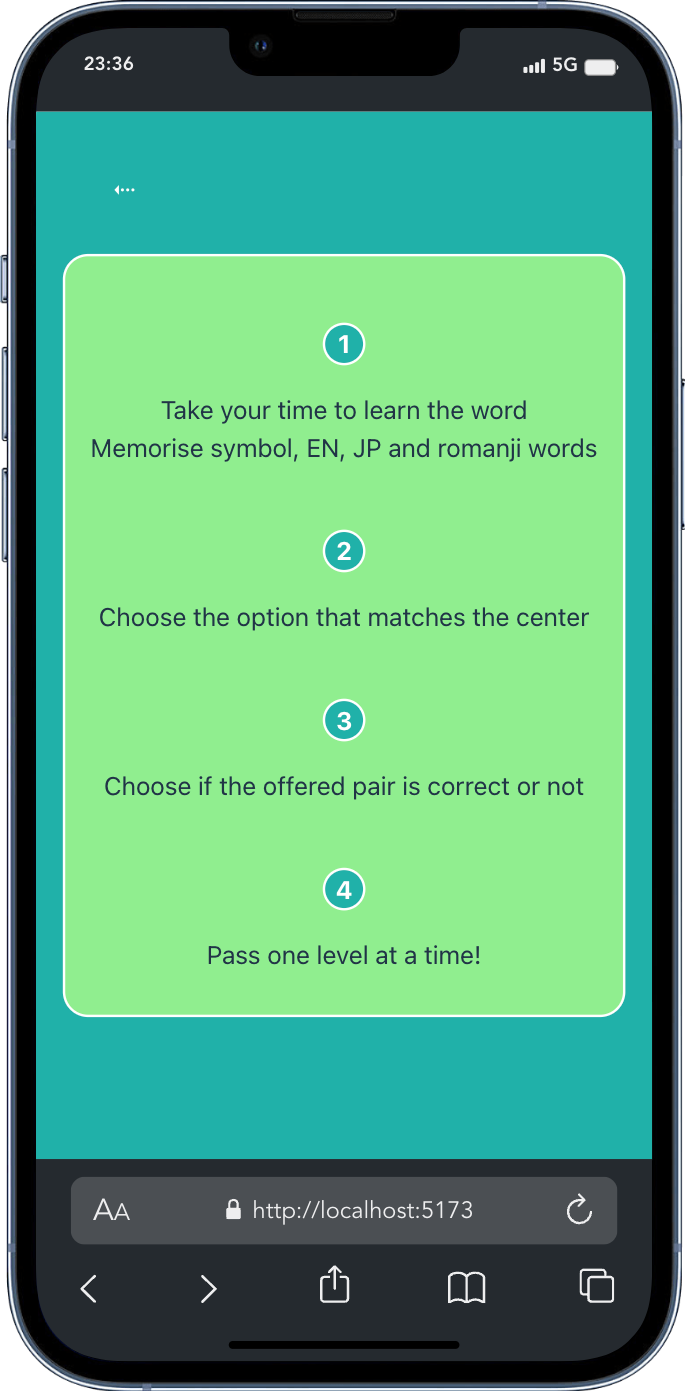 23:36
5G
1
Take your time to learn the word
Memorise symbol, EN, JP and romanji words
2
Choose the option that matches the center
3
Choose if the offered pair is correct or not
4
Pass one level at a time!
AA
http://localhost:5173